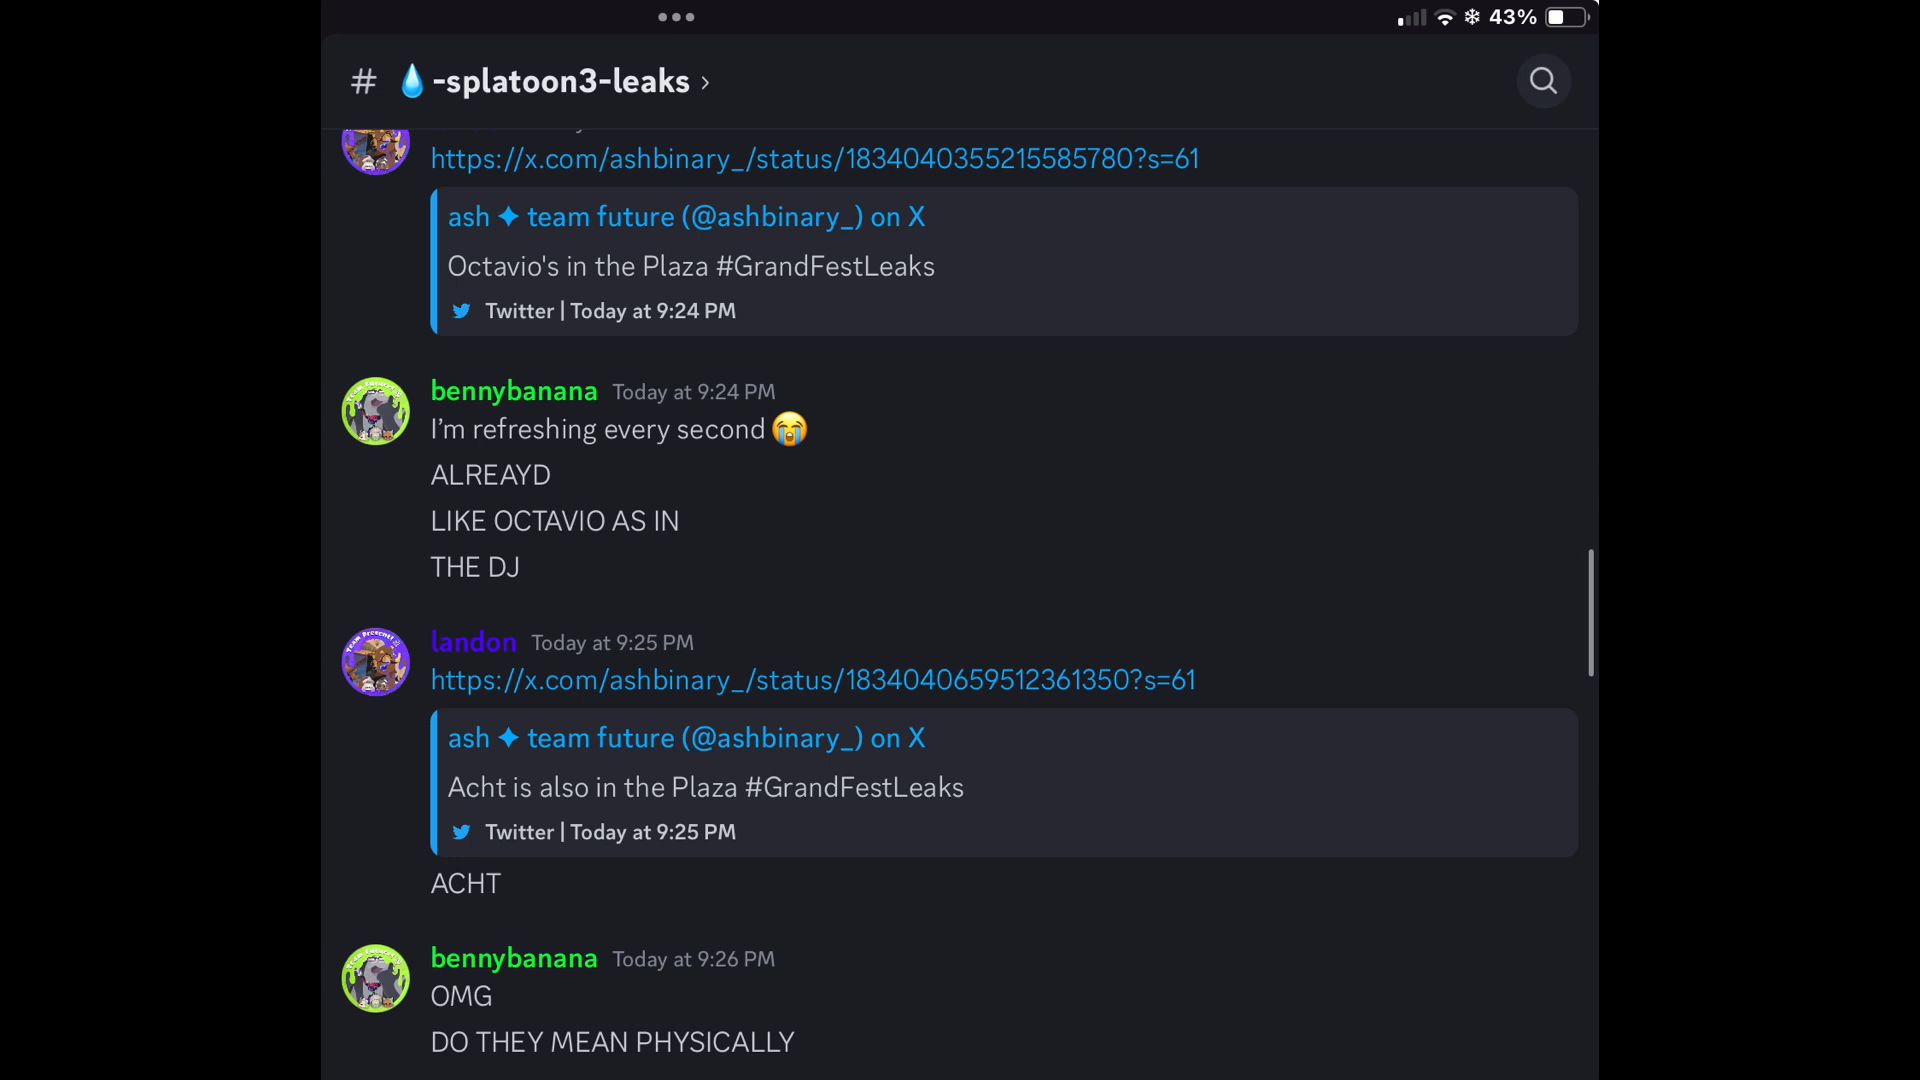 43%
# 💧-splatoon3-leaks ›
https://x.com/ashbinary_/status/1834040355215585780?s=61
ash ✦ team future (@ashbinary_) on X
Octavio's in the Plaza #GrandFestLeaks
Twitter | Today at 9:24 PM
bennybanana Today at 9:24 PM
I’m refreshing every second 😭
ALREAYD
LIKE OCTAVIO AS IN
THE DJ
landon Today at 9:25 PM
https://x.com/ashbinary_/status/1834040659512361350?s=61
ash ✦ team future (@ashbinary_) on X
Acht is also in the Plaza #GrandFestLeaks
Twitter | Today at 9:25 PM
ACHT
bennybanana Today at 9:26 PM
OMG
DO THEY MEAN PHYSICALLY